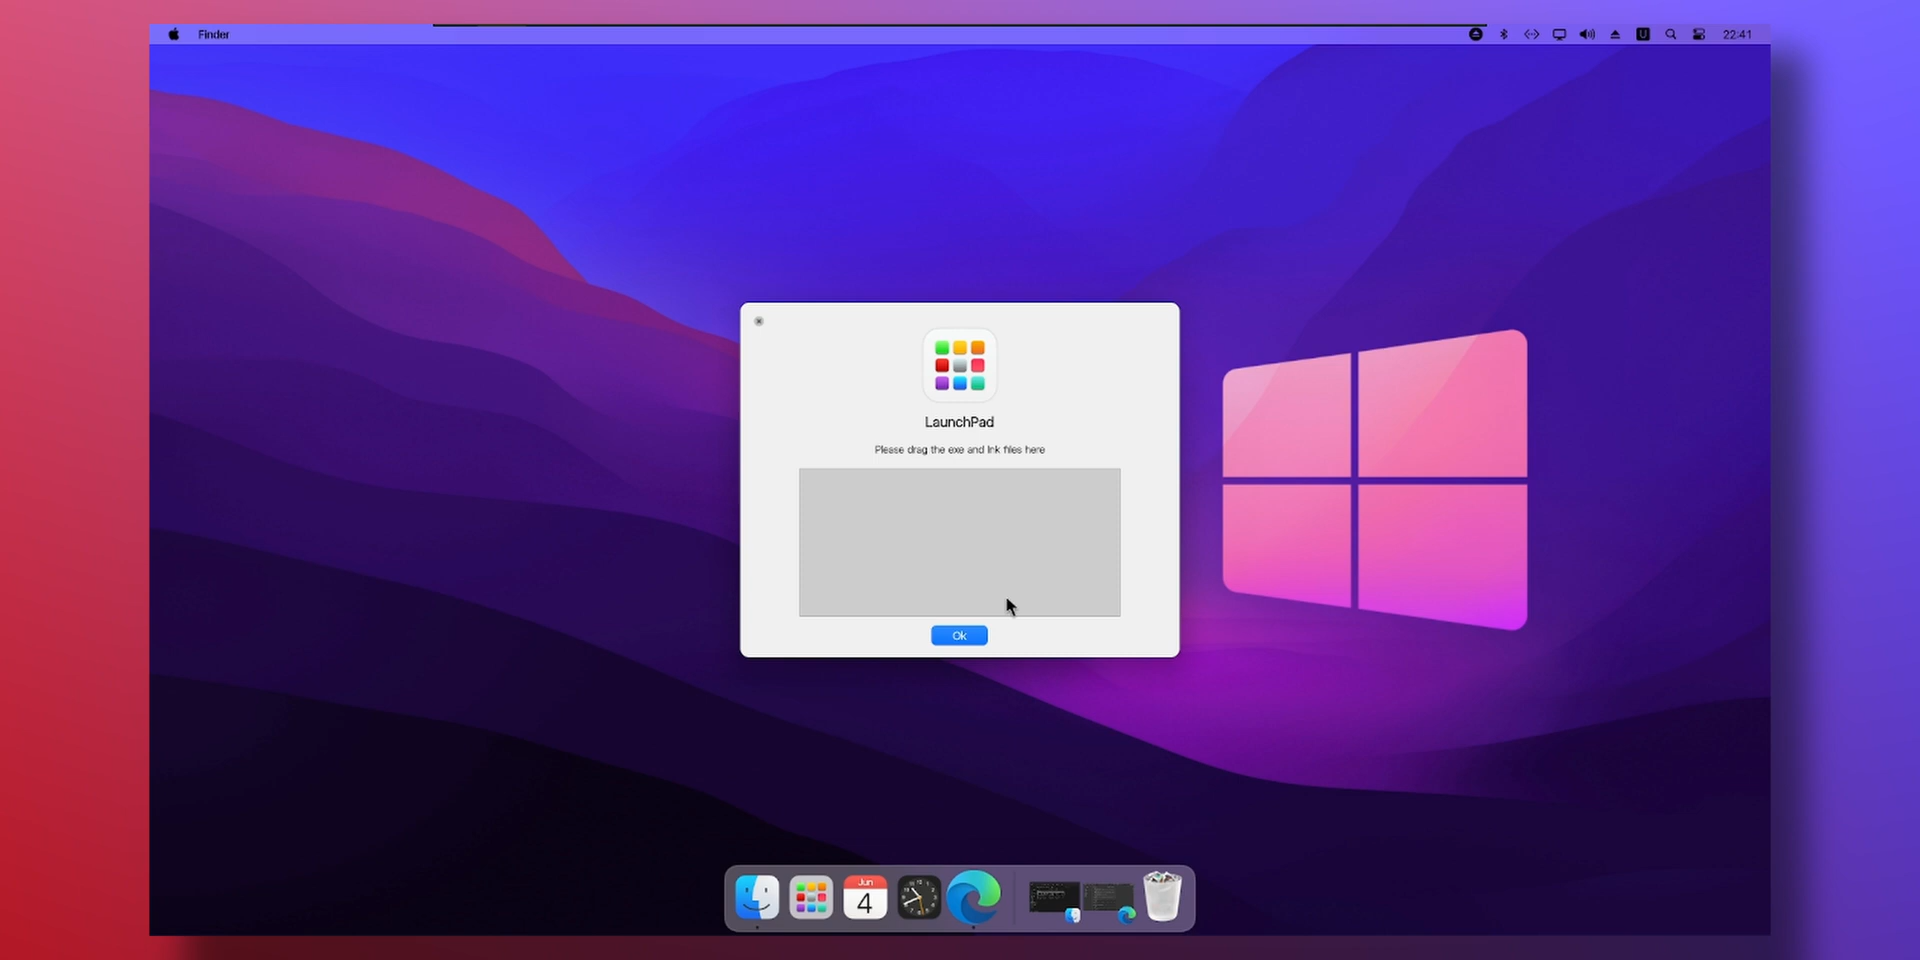 Finder
U
22:41
LaunchPad
Please drag the exe and lnk files here
Ok
Jun
4